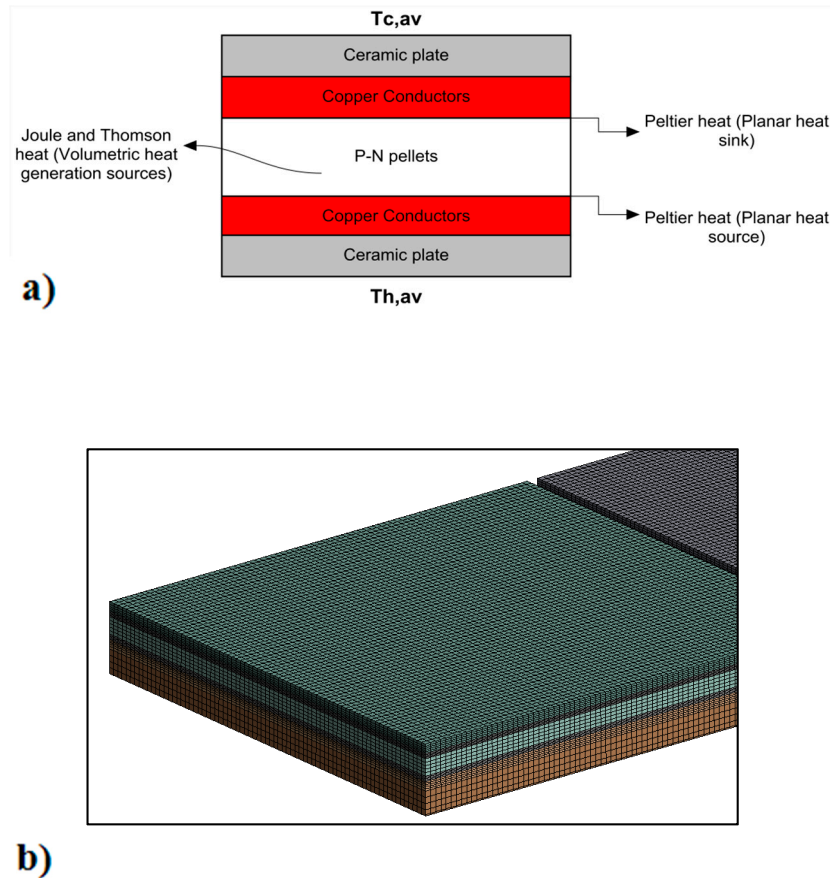 Tc,av
Ceramic plate
Copper Conductors
Peltier heat (Planar heat
sink)
Joule and Thomson
heat (Volumetric heat
generation sources)
P-N pellets
Copper Conductors
Peltier heat (Planar heat
source)
Ceramic plate
a)
Th,av
b)